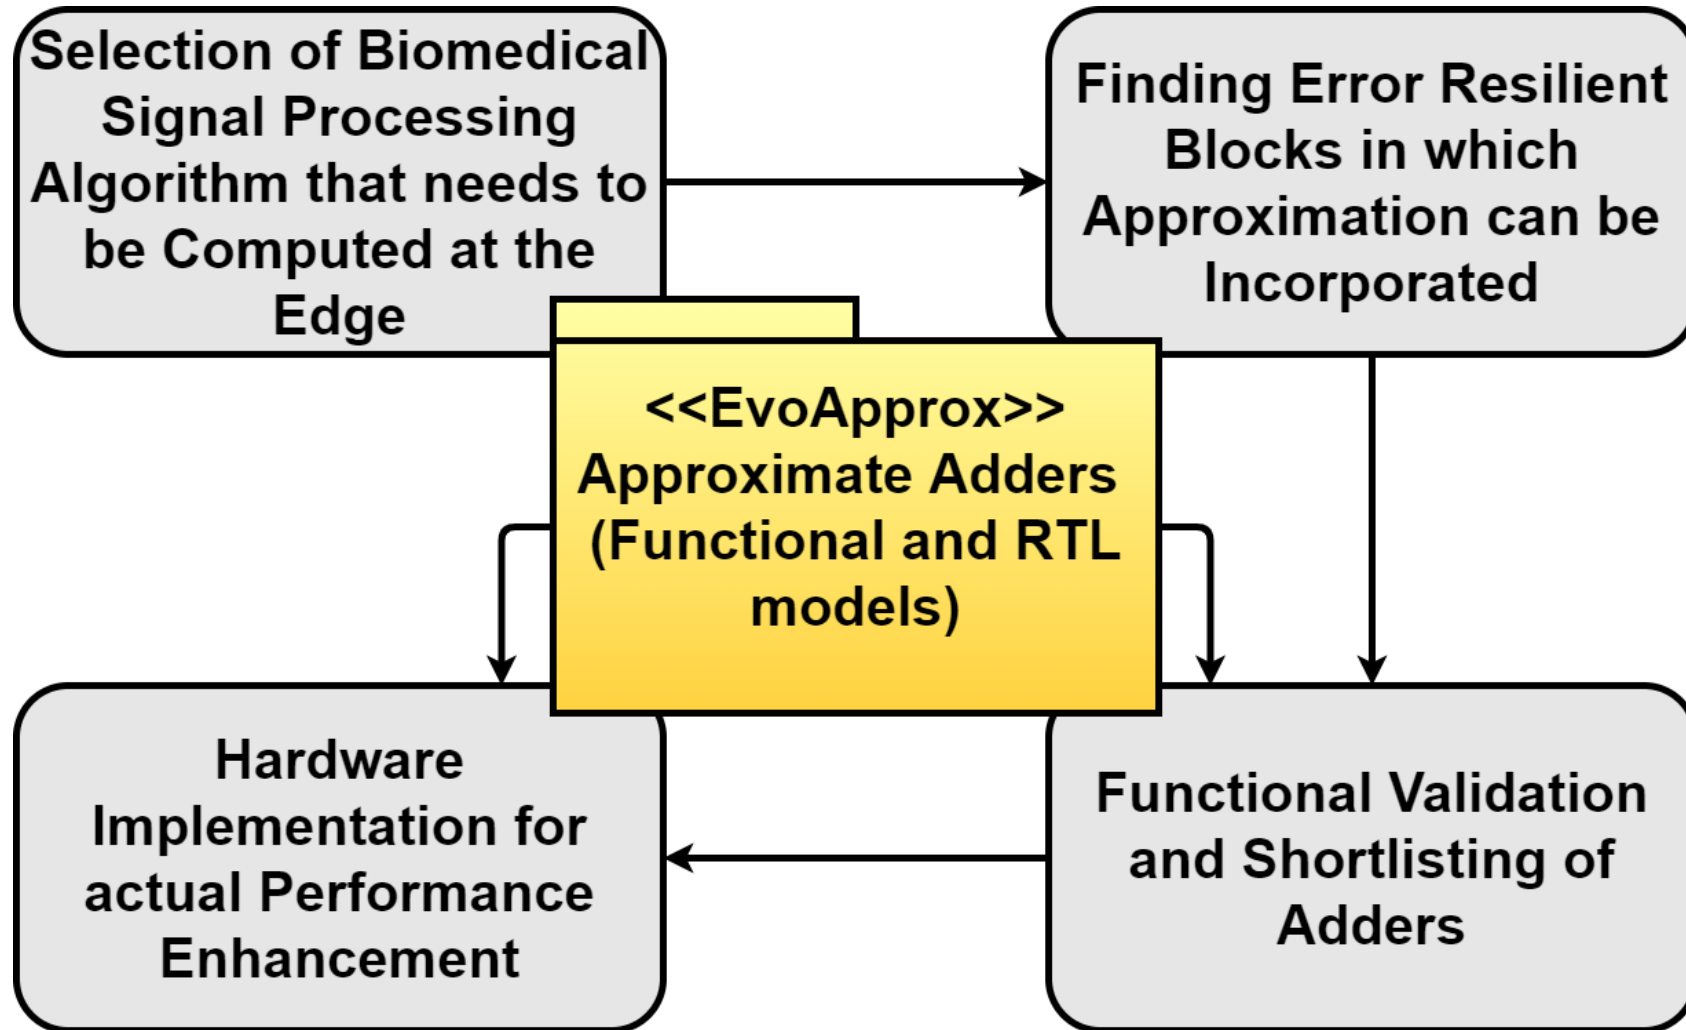 Selection of Biomedical
Signal Processing
Algorithm that needs to
be Computed at the
Edge
Finding Error Resilient
Blocks in which
Approximation can be
Incorporated
<<EvoApprox>>
Approximate Adders
(Functional and RTL
models)
Hardware
Implementation for
actual Performance
Enhancement
Functional Validation
and Shortlisting of
Adders